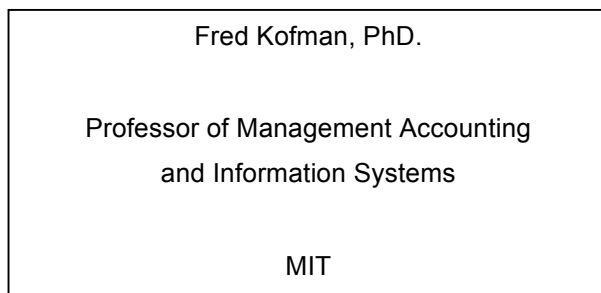 Fred Kofman, PhD.
Professor of Management Accounting
and Information Systems
MIT